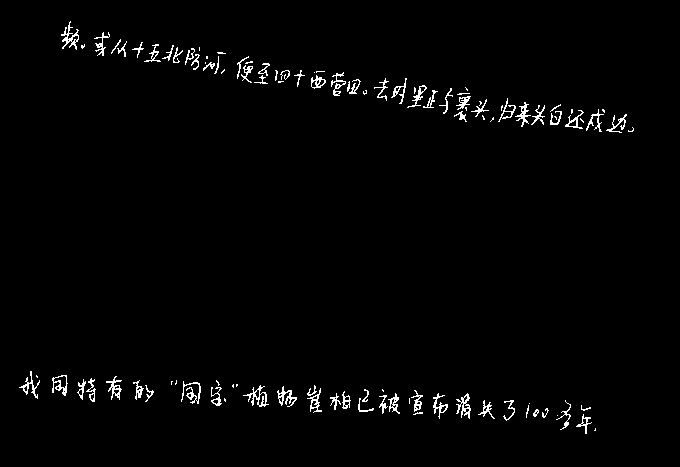 频。或从十五北防河，便至四十西营田。去时里正与裹头，归来头白还戍边。
我国特有的“国宝”植物崖柏已被宣布消失了100多年